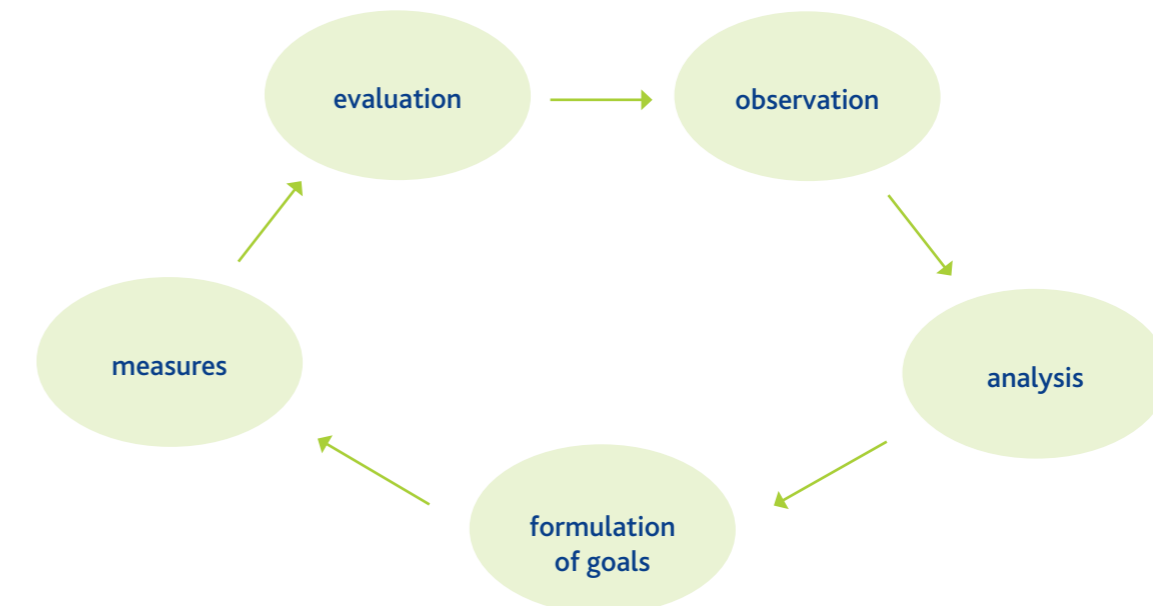 evaluation
observation
measures
analysis
formulation
of goals